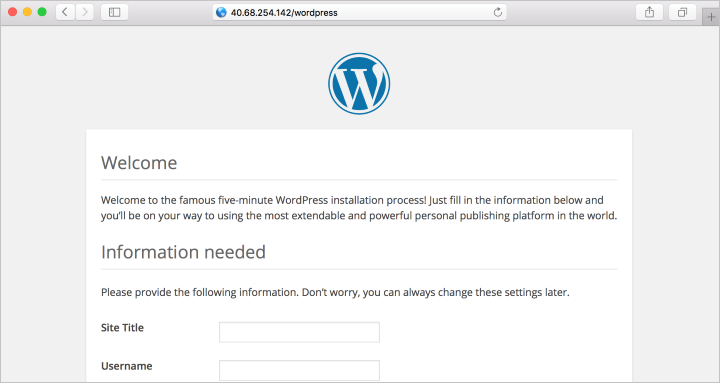 40.68.254.142/wordpress
Welcome
Welcome to the famous five-minute WordPress installation process! Just fill in the information below and
you’ll be on your way to using the most extendable and powerful personal publishing platform in the world.
Information needed
Please provide the following information. Don’t worry, you can always change these settings later.
Site Title
Username